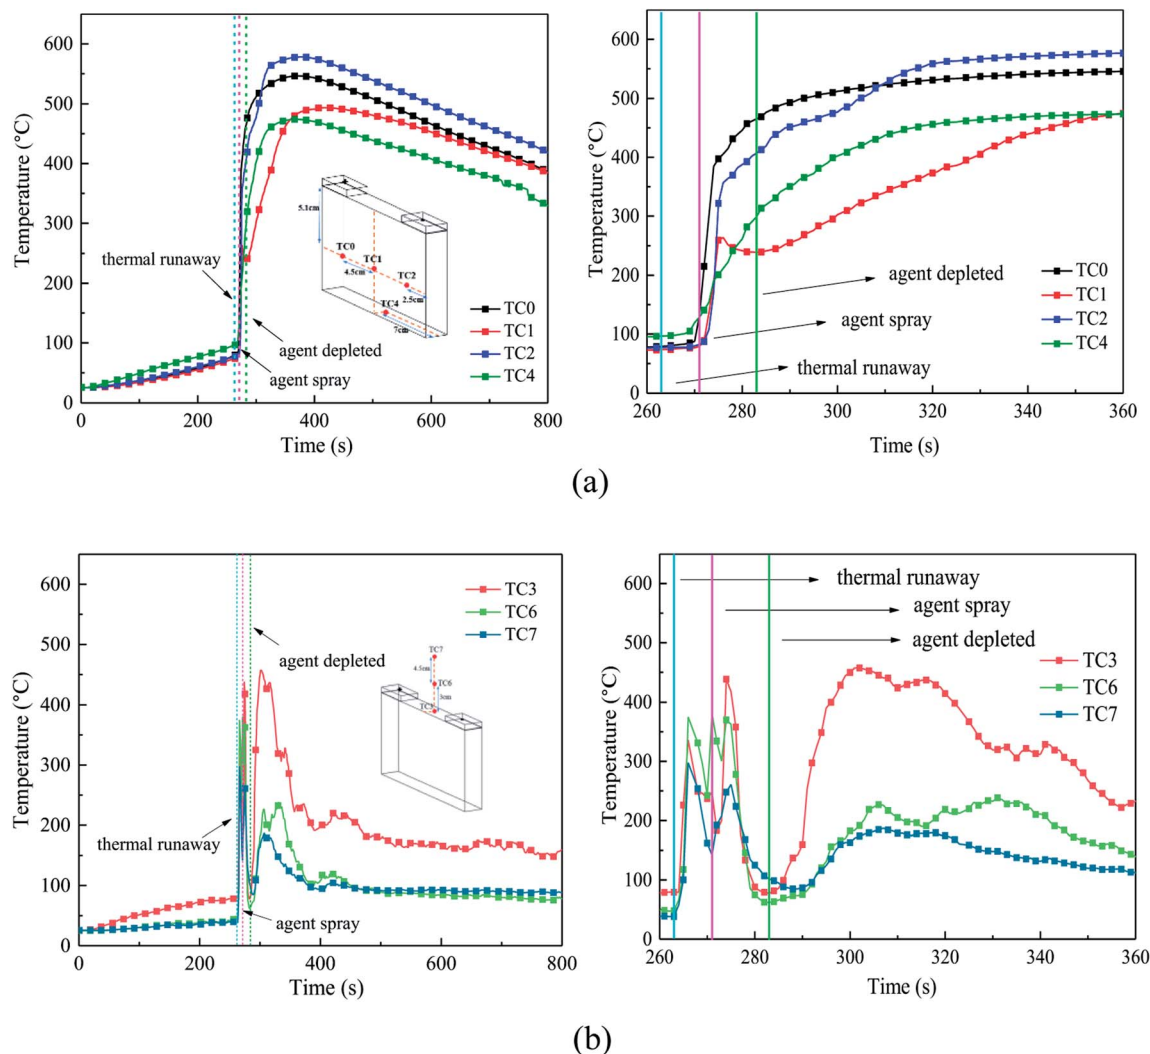 600
500
400
300
200
100
0
Temperature (°C)
0 200 400 600 800
Time (s)
thermal runaway
agent depleted
agent spray
5.1cm
TC0
4.5cm
TC1
TC2
2.5cm
TC4
7cm
TC0
TC1
TC2
TC4
600
500
400
300
200
100
0
Temperature (°C)
260 280 300 320 340 360
Time (s)
agent depleted
agent spray
thermal runaway
TC0
TC1
TC2
TC4
(a)
600
500
400
300
200
100
0
Temperature (°C)
0 200 400 600 800
Time (s)
TC3
TC6
TC7
agent depleted
thermal runaway
agent spray
TC7
4.5cm
TC6
3cm
TC3
600
500
400
300
200
100
0
Temperature (°C)
260 280 300 320 340 360
Time (s)
thermal runaway
agent spray
agent depleted
TC3
TC6
TC7
(b)